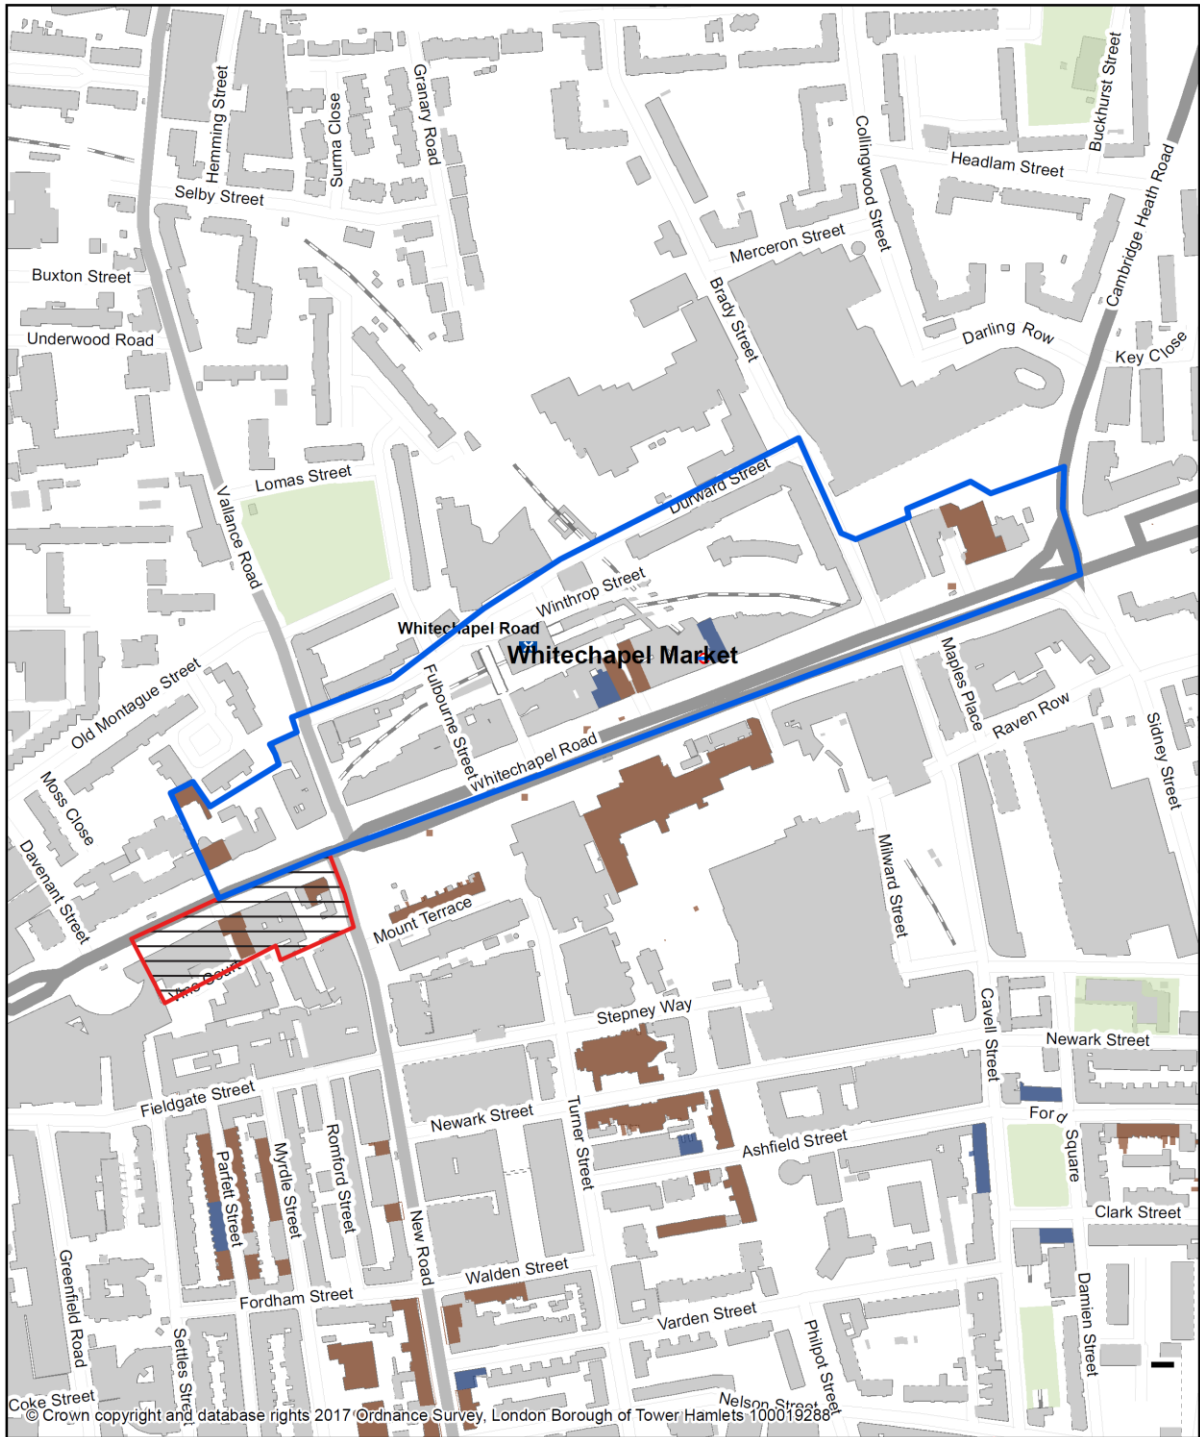 Hemming Street
Suma Close
Granary Road
Buckhurst Street
Collingwood Street
Headlam Street
Cambridge Heath Road
Selby Street
Merceron Street
Buxton Street
Brady Street
Underwood Road
Darling Row
Key Close
Lomas Street
Durward Street
Vallance Road
Winthrop Street
Whitechapel Road
Whitechapel Market
Old Montague Street
Fulbourne Street
Maples Place
Raven Row
Sidney Street
Whitechapel Road
Moss Close
Davenant Street
Milward Street
Mount Terrace
Vine Court
Stepney Way
Cavell Street
Newark Street
Fieldgate Street
Newark Street
Turner Street
Ford Square
Ashfield Street
Romford Street
Myrdle Street
Parfett Street
Clark Street
New Road
Greenfield Road
Walden Street
Fordham Street
Varden Street
Damien Street
Settles Street
Philpot Street
Coke Street
Nelson Street
© Crown copyright and database rights 2017 Ordnance Survey, London Borough of Tower Hamlets 100019288